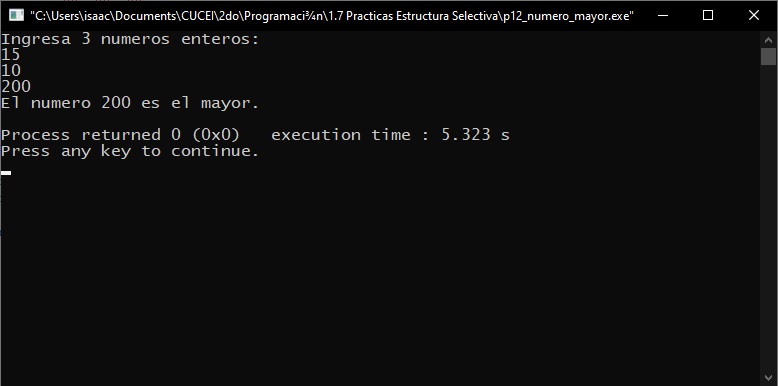 "C:\Users\isaac\Documents\CUCEI\2do\Programaci¾n\1.7 Practicas Estructura Selectiva\p12_numero_mayor.exe"
Ingresa 3 numeros enteros:
15
10
200
El numero 200 es el mayor.
Process returned 0 (0x0)   execution time : 5.323 s
Press any key to continue.